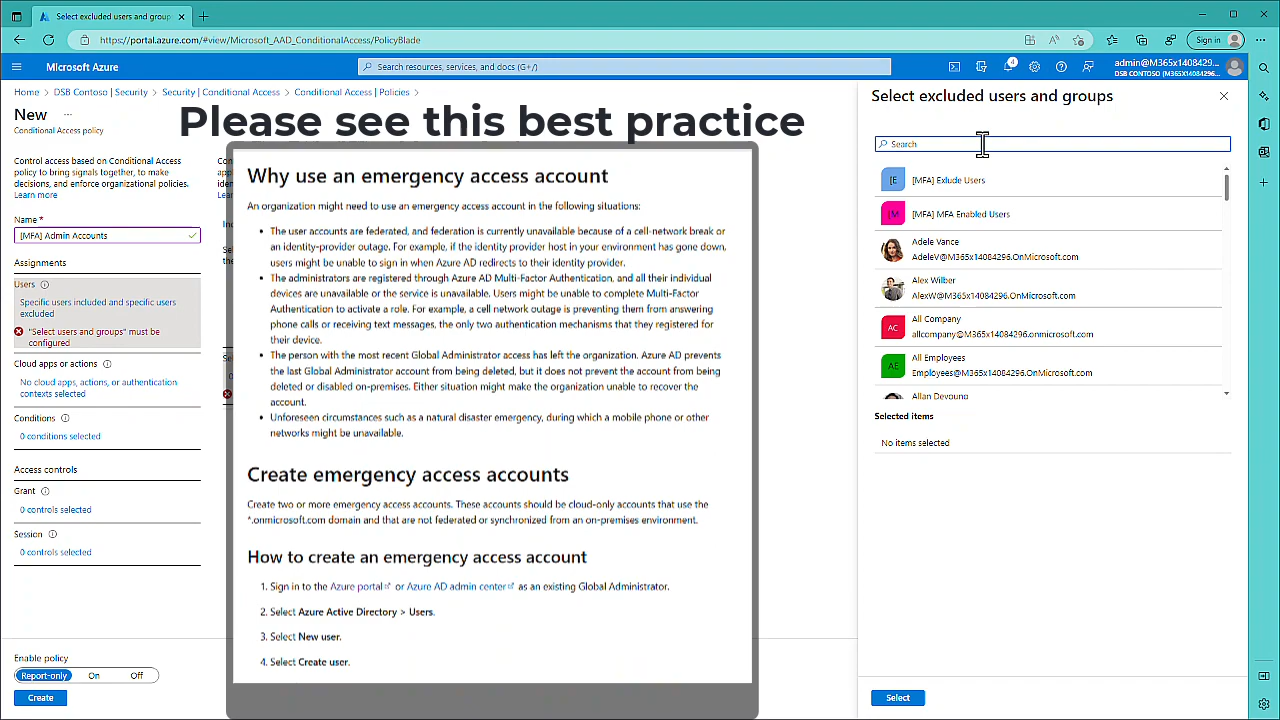 Select excluded users and group
https://portal.azure.com/#view/Microsoft_AAD_ConditionalAccess/PolicyBlade
Sign in
Microsoft Azure
Search resources, services, and docs (G+/)
4
admin@M365x1408429...
DSB CONTOSO (M365X1408429...
Home > DSB Contoso | Security > Security | Conditional Access > Conditional Access | Policies >
New ...
Conditional Access policy
Please see this best practice
Control access based on Conditional Access
policy to bring signals together, to make
decisions, and enforce organizational policies.
Learn more
Name *
[MFA] Admin Accounts
Assignments
Users
Specific users included and specific users
excluded
"Select users and groups" must be
configured
Cloud apps or actions
No cloud apps, actions, or authentication
contexts selected
Conditions
0 conditions selected
Access controls
Grant
0 controls selected
Session
0 controls selected
Enable policy
Report-only On Off
Create
Why use an emergency access account
An organization might need to use an emergency access account in the following situations:
• The user accounts are federated, and federation is currently unavailable because of a cell-network break or
an identity-provider outage. For example, if the identity provider host in your environment has gone down,
users might be unable to sign in when Azure AD redirects to their identity provider.
• The administrators are registered through Azure AD Multi-Factor Authentication, and all their individual
devices are unavailable or the service is unavailable. Users might be unable to complete Multi-Factor
Authentication to activate a role. For example, a cell network outage is preventing them from answering
phone calls or receiving text messages, the only two authentication mechanisms that they registered for
their device.
• The person with the most recent Global Administrator access has left the organization. Azure AD prevents
the last Global Administrator account from being deleted, but it does not prevent the account from being
deleted or disabled on-premises. Either situation might make the organization unable to recover the
account.
• Unforeseen circumstances such as a natural disaster emergency, during which a mobile phone or other
networks might be unavailable.
Create emergency access accounts
Create two or more emergency access accounts. These accounts should be cloud-only accounts that use the
*.onmicrosoft.com domain and that are not federated or synchronized from an on-premises environment.
How to create an emergency access account
1. Sign in to the Azure portal or Azure AD admin center as an existing Global Administrator.
2. Select Azure Active Directory > Users.
3. Select New user.
4. Select Create user.
Select excluded users and groups
Search
[E [MFA] Exlude Users
[M [MFA] MFA Enabled Users
Adele Vance
AdeleV@M365x14084296.OnMicrosoft.com
Alex Wilber
AlexW@M365x14084296.OnMicrosoft.com
AC All Company
allcompany@M365x14084296.onmicrosoft.com
AE All Employees
Employees@M365x14084296.OnMicrosoft.com
Allan Deyoung
Selected items
No items selected
Select